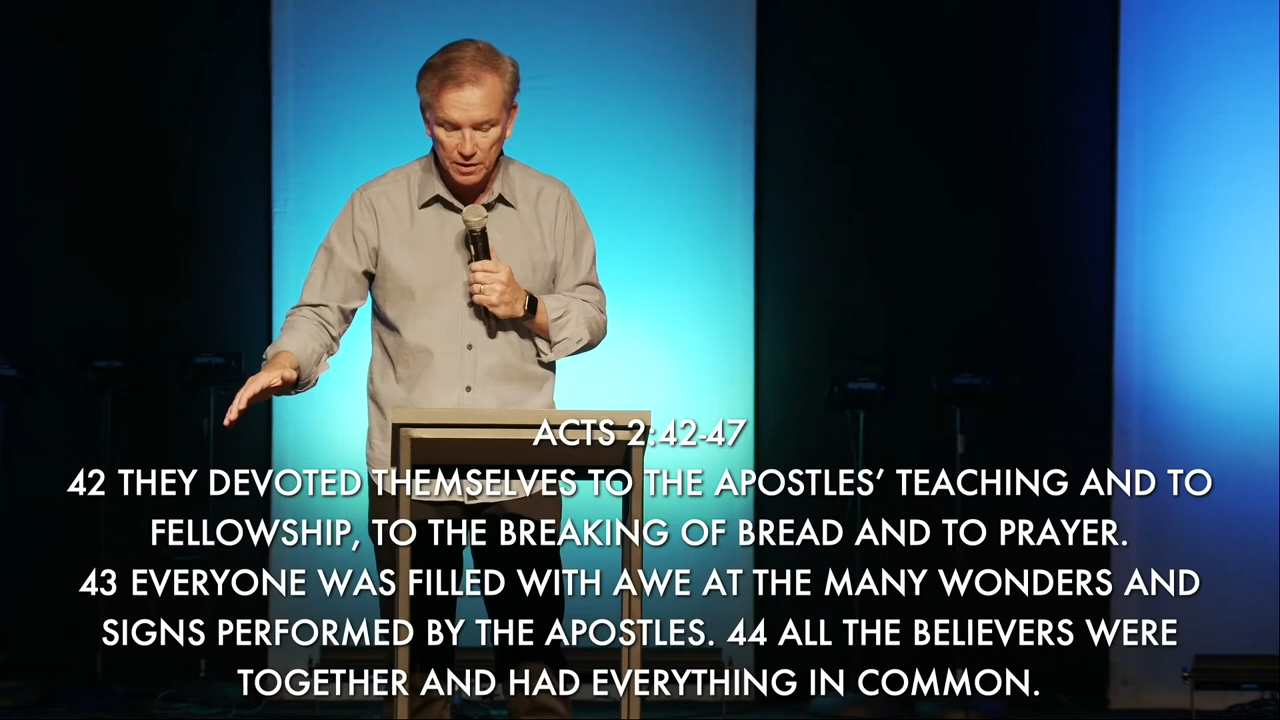 ACTS 2:42-47
42 THEY DEVOTED THEMSELVES TO THE APOSTLES’ TEACHING AND TO
FELLOWSHIP, TO THE BREAKING OF BREAD AND TO PRAYER.
43 EVERYONE WAS FILLED WITH AWE AT THE MANY WONDERS AND
SIGNS PERFORMED BY THE APOSTLES. 44 ALL THE BELIEVERS WERE
TOGETHER AND HAD EVERYTHING IN COMMON.